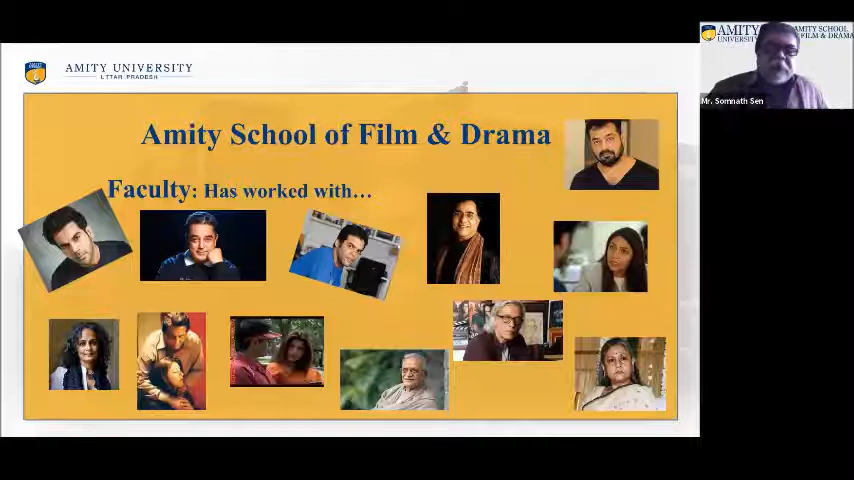 AMITY UNIVERSITY
UTTAR PRADESH
Amity School of Film & Drama
Faculty: Has worked with…
AMITY
UNIVERSITY
AMITY SCHOOL
FILM & DRAMA
Mr. Somnath Sen